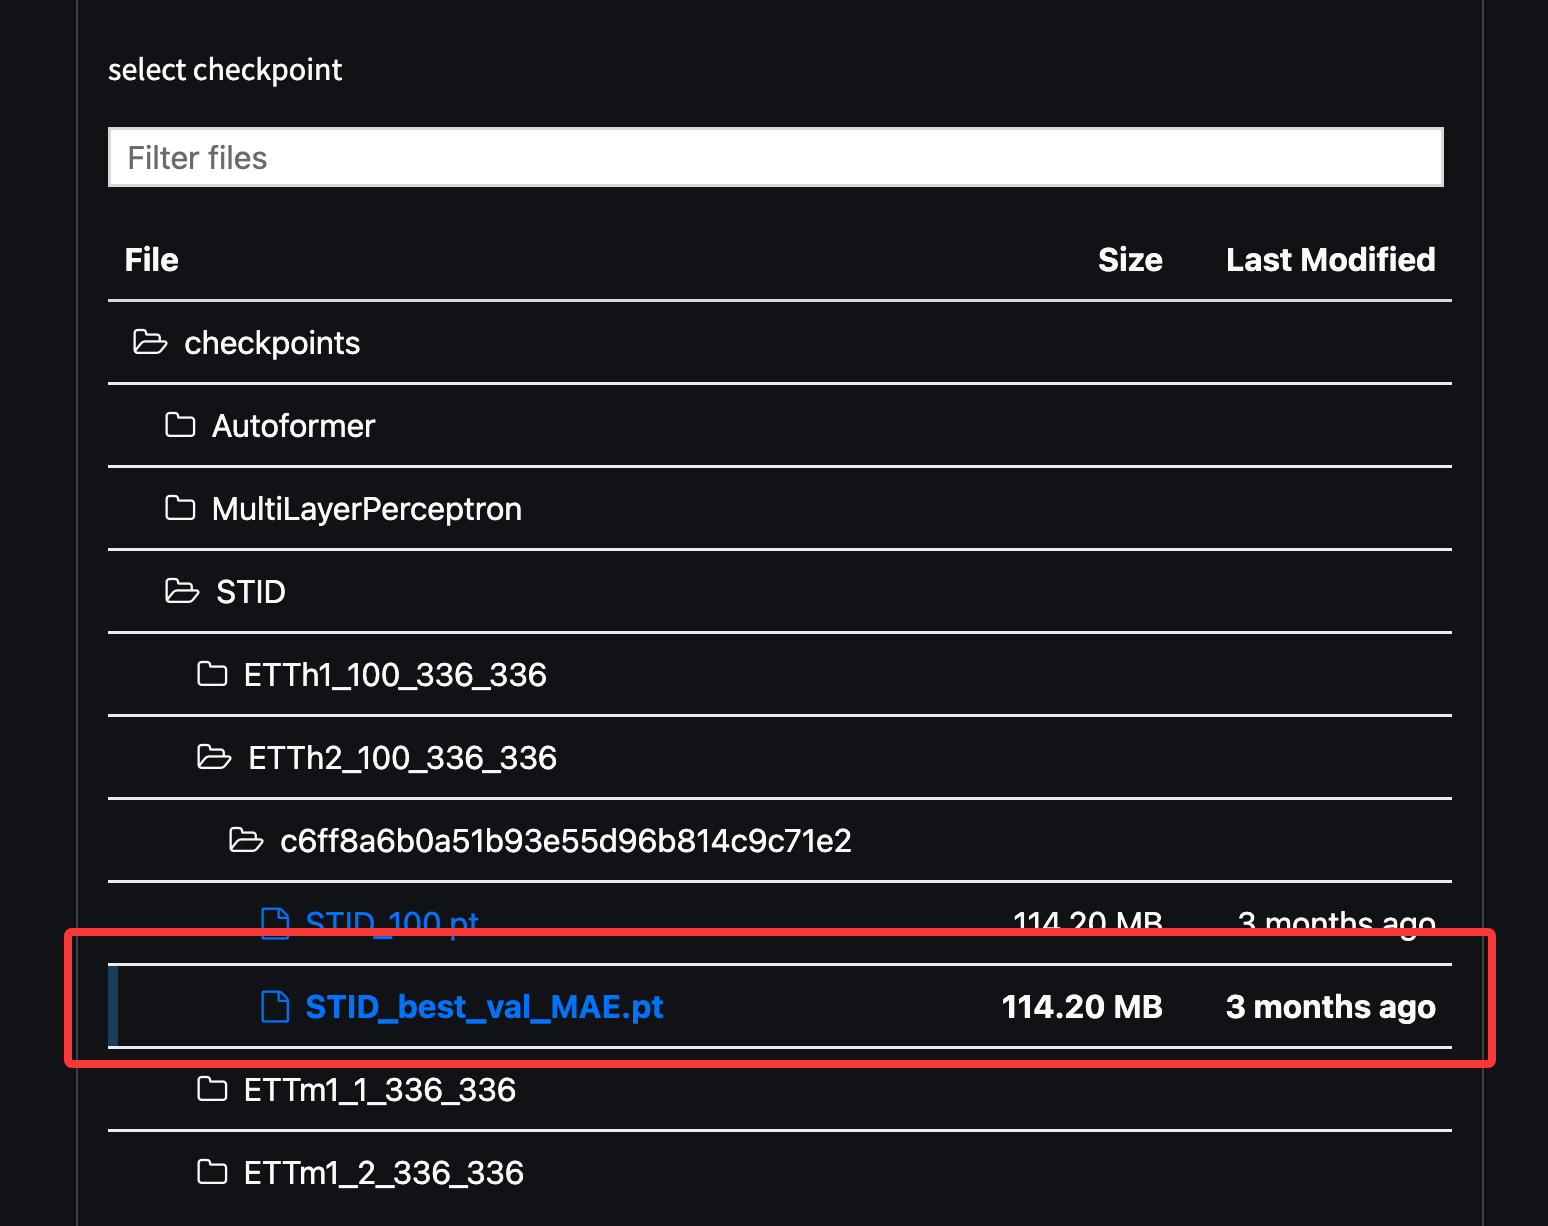 select checkpoint
Filter files
File Size Last Modified
checkpoints
Autoformer
MultiLayerPerceptron
STID
ETTh1_100_336_336
ETTh2_100_336_336
c6ff8a6b0a51b93e55d96b814c9c71e2
STID_100.pt 114.20 MB 3 months ago
STID_best_val_MAE.pt 114.20 MB 3 months ago
ETTm1_1_336_336
ETTm1_2_336_336